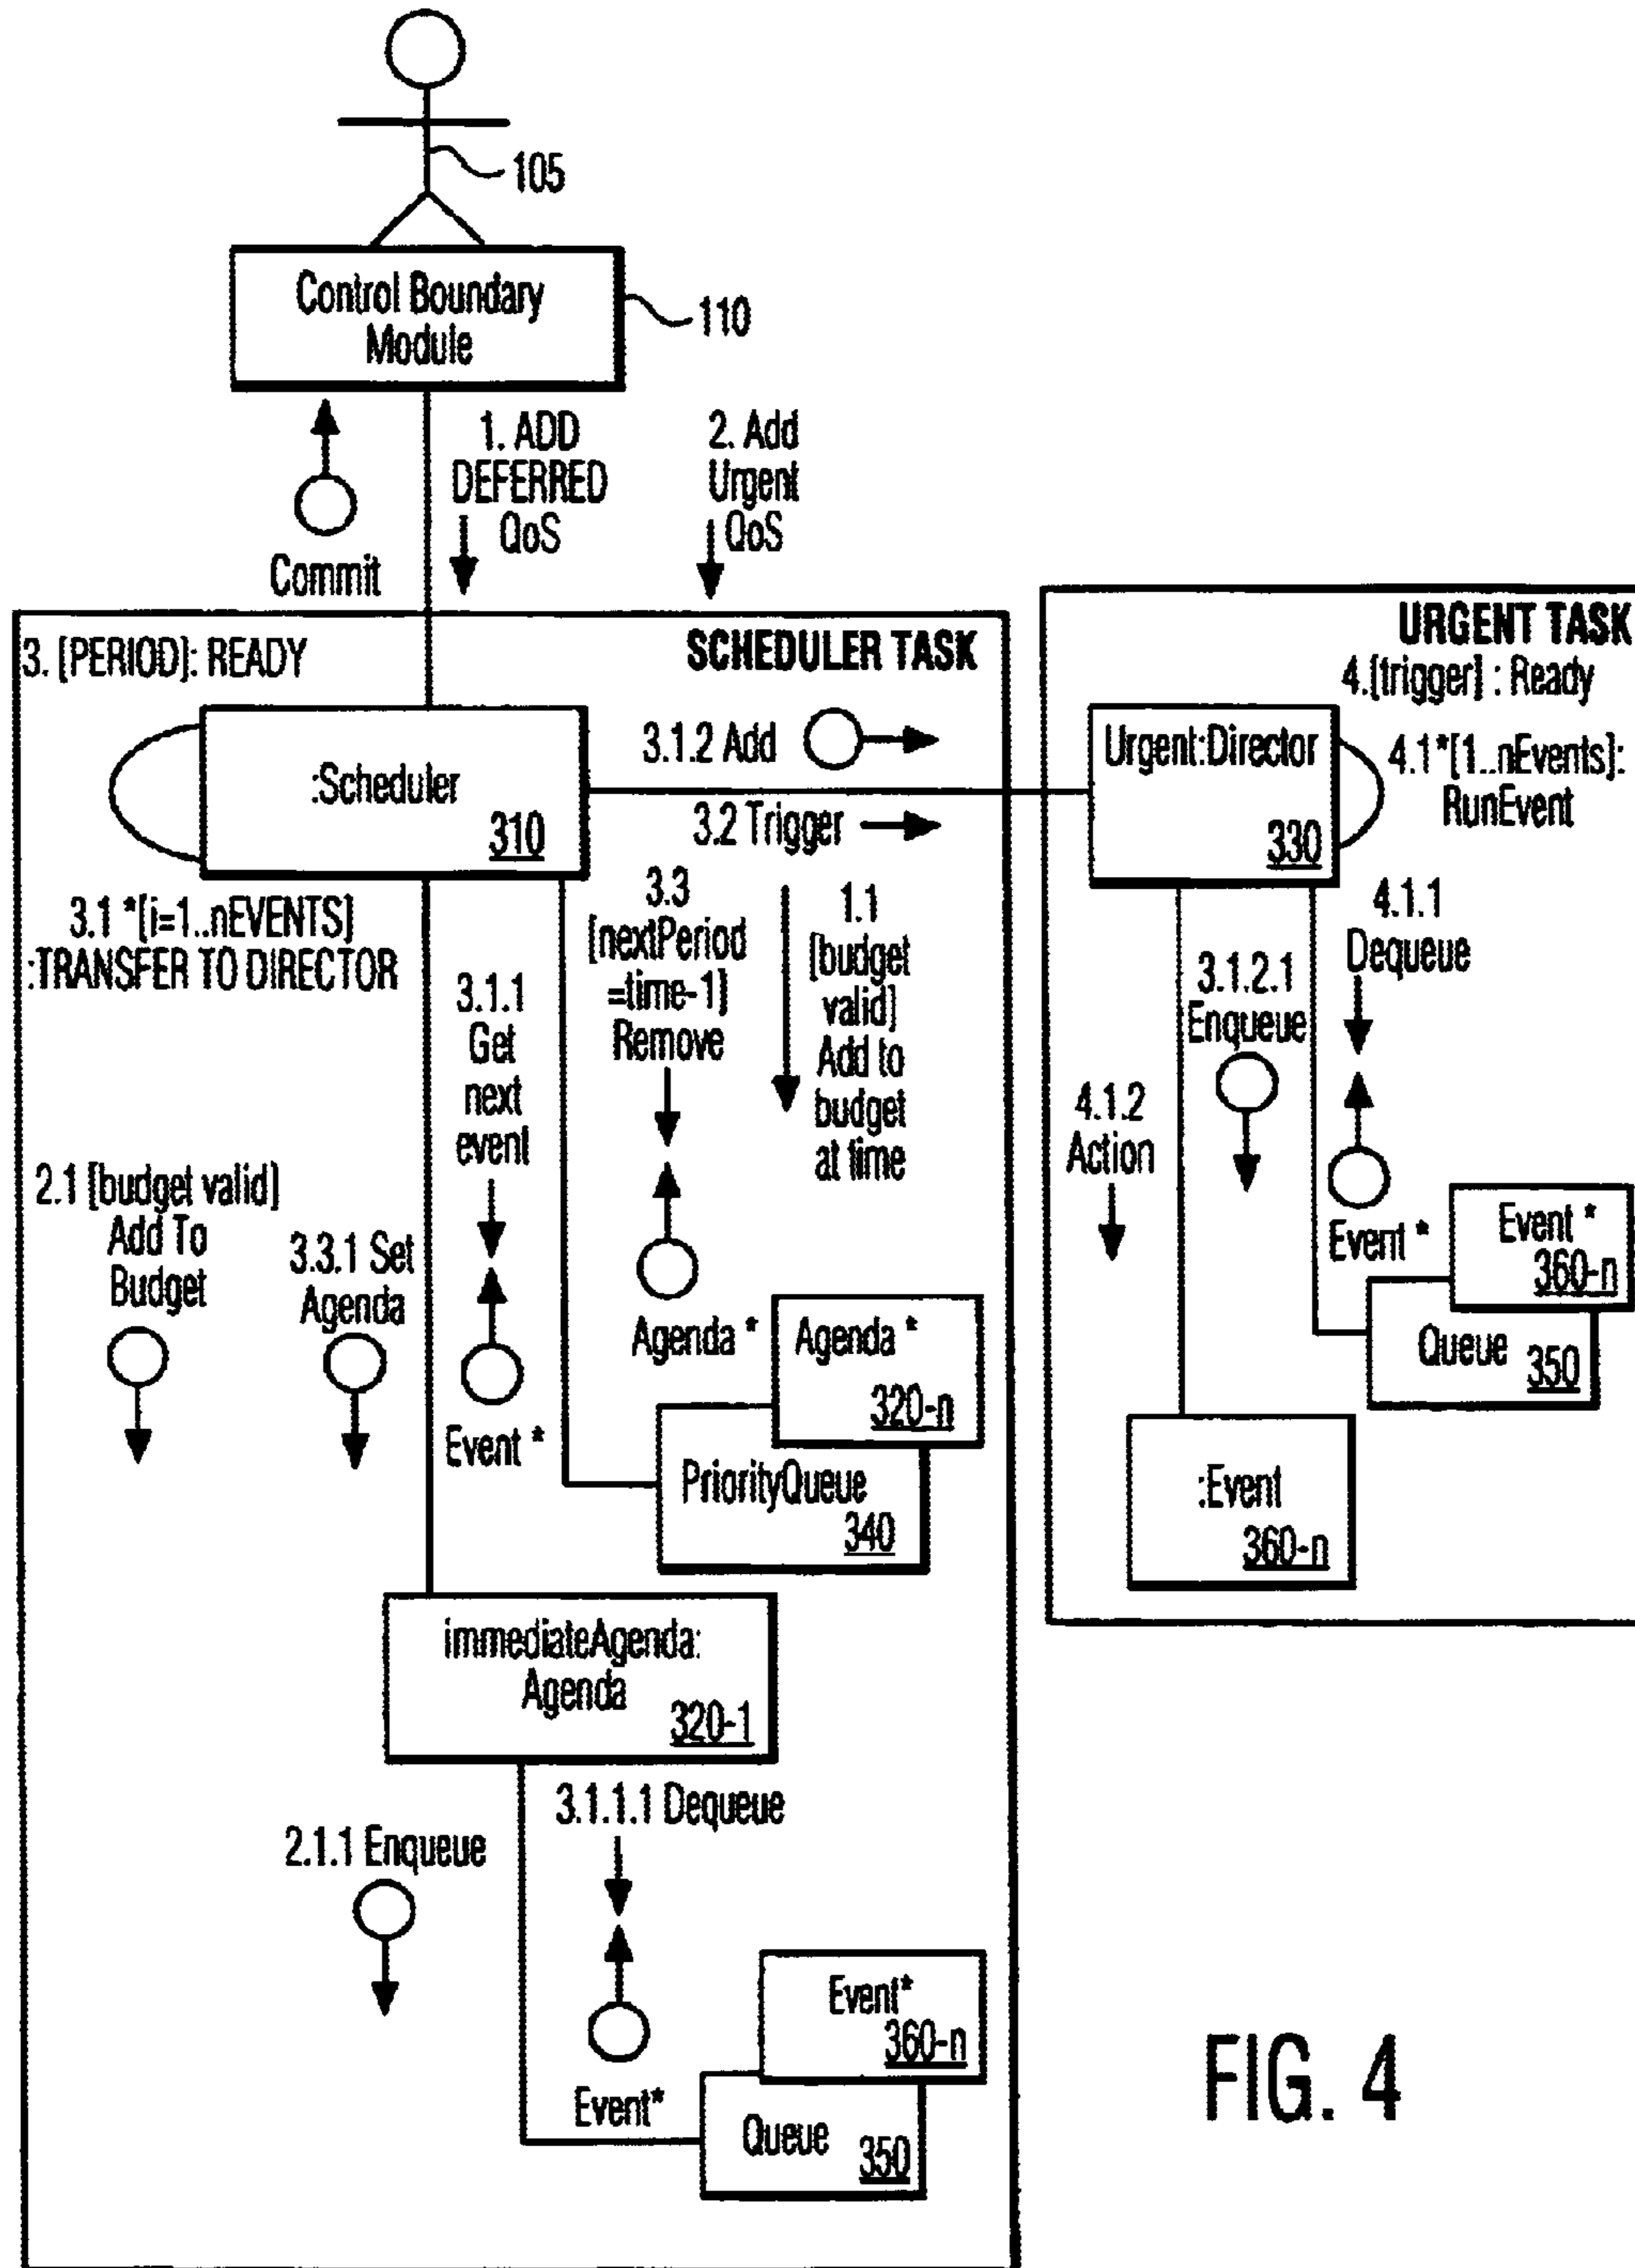 105
Control Boundary
Module
110
1. ADD
DEFERRED
QoS
2. Add
Urgent
QoS
Commit
3. [PERIOD]: READY
SCHEDULER TASK
:Scheduler
310
3.1.2 Add
3.2 Trigger
3.1 *[i=1..nEVENTS]
:TRANSFER TO DIRECTOR
3.1.1
Get
next
event
3.3
[nextPeriod
=time-1]
Remove
1.1
[budget
valid]
Add to
budget
at time
2.1 [budget valid]
Add To
Budget
3.3.1 Set
Agenda
Event *
Agenda *
Agenda *
320-n
PriorityQueue
340
immediateAgenda:
Agenda
320-1
2.1.1 Enqueue
3.1.1.1 Dequeue
Event*
Event*
360-n
Queue
350
URGENT TASK
4.[trigger] : Ready
Urgent:Director
330
4.1*[1..nEvents]:
RunEvent
4.1.1
Dequeue
3.1.2.1
Enqueue
4.1.2
Action
Event *
Event *
360-n
Queue
350
:Event
360-n
FIG. 4